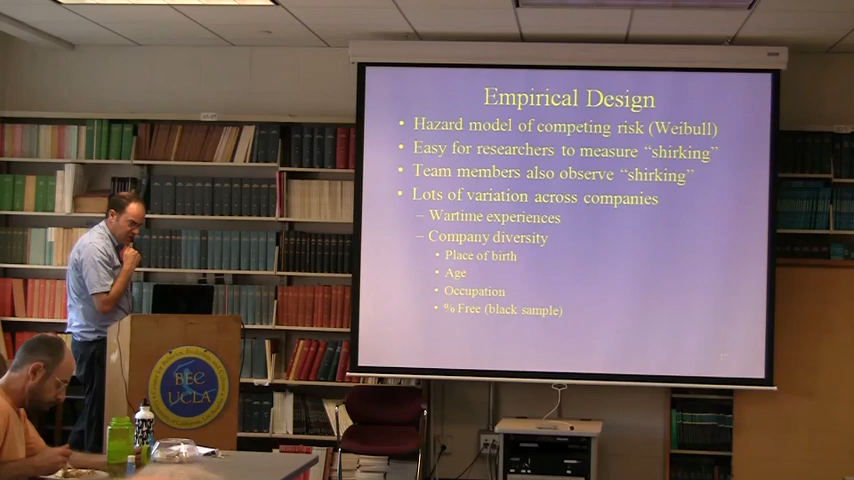 Empirical Design
• Hazard model of competing risk (Weibull)
• Easy for researchers to measure “shirking”
• Team members also observe “shirking”
• Lots of variation across companies
– Wartime experiences
– Company diversity
• Place of birth
• Age
• Occupation
• % Free (black sample)
BEC
UCLA